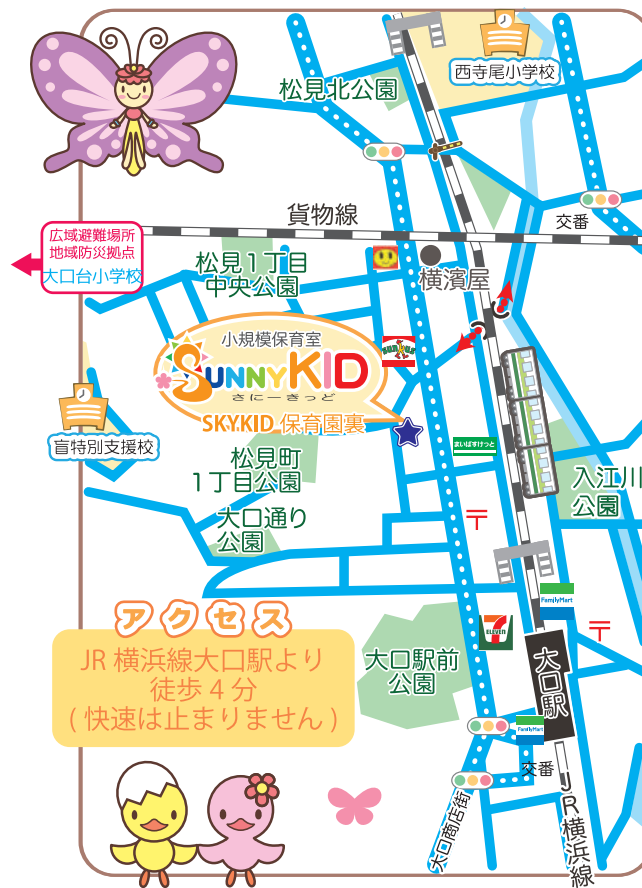 西寺尾小学校
松見北公園
交番
貨物線
広域避難場所
地域防災拠点
大口台小学校
松見1丁目
中央公園
横濱屋
小規模保育室
SUNNYKID
さにーきっど
SKYKID 保育園裏
sunkus
盲特別支援校
まいばすけっと
松見町
1丁目公園
入江川
公園
大口通り
公園
〒
FamilyMart
アクセス
7
ELEVEN
〒
JR 横浜線大口駅より
徒歩 4 分
( 快速は止まりません )
大口駅前
公園
大口駅
FamilyMart
交番
大口商店街
JR横浜線